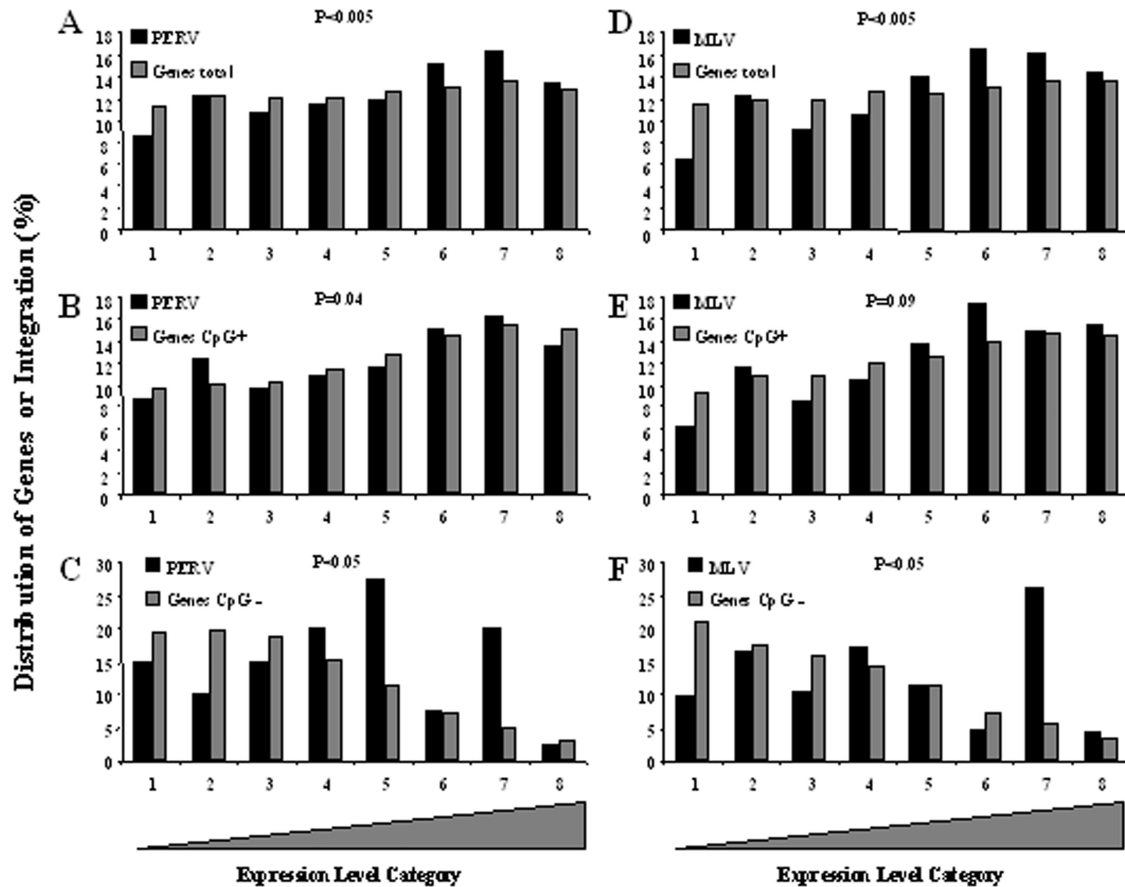 Distribution of Genes or Integration (%)
A
P<0.005
PERV
Genes total
18
16
14
12
10
8
6
4
2
0
1 2 3 4 5 6 7 8
D
P<0.005
MLV
Genes total
18
16
14
12
10
8
6
4
2
0
1 2 3 4 5 6 7 8
B
P=0.04
PERV
Genes CpG+
18
16
14
12
10
8
6
4
2
0
1 2 3 4 5 6 7 8
E
P=0.09
MLV
Genes CpG+
18
16
14
12
10
8
6
4
2
0
1 2 3 4 5 6 7 8
C
P=0.05
PERV
Genes CpG-
30
25
20
15
10
5
0
1 2 3 4 5 6 7 8
Expression Level Category
F
P<0.05
MLV
Genes CpG-
30
25
20
15
10
5
0
1 2 3 4 5 6 7 8
Expression Level Category